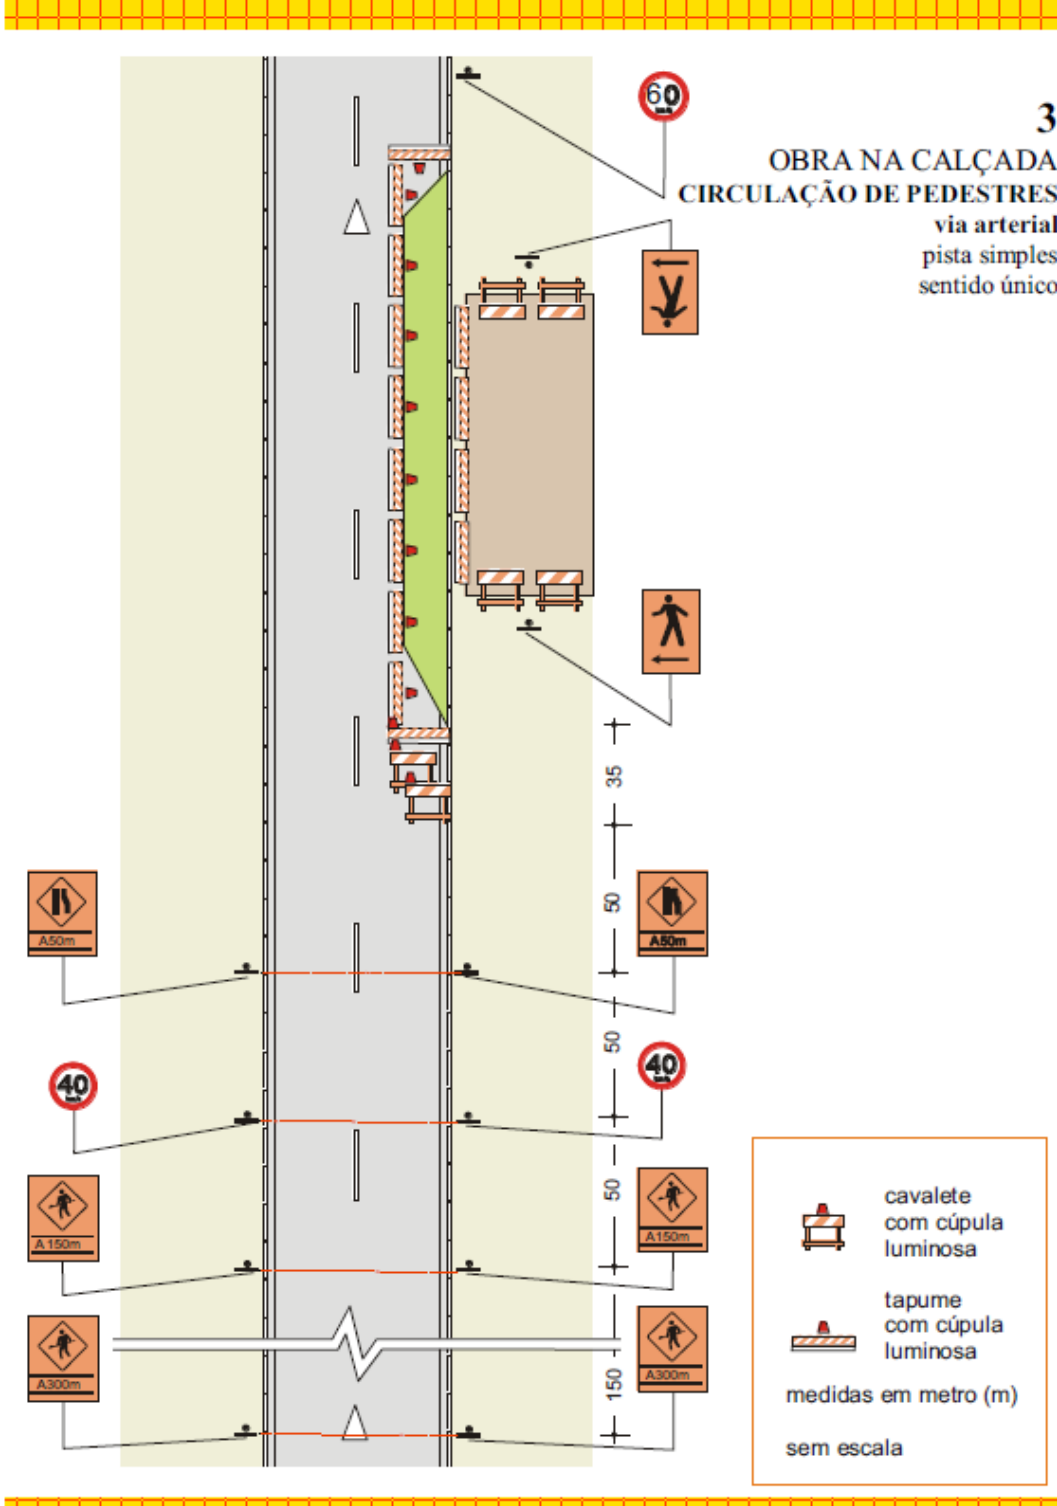 60
km/h
3
OBRA NA CALÇADA
CIRCULAÇÃO DE PEDESTRES
via arterial
pista simples
sentido único
35
50
A50m
A50m
50
40
40
50
A 150m
A150m
150
A300m
A300m
cavalete
com cúpula
luminosa
tapume
com cúpula
luminosa
medidas em metro (m)
sem escala